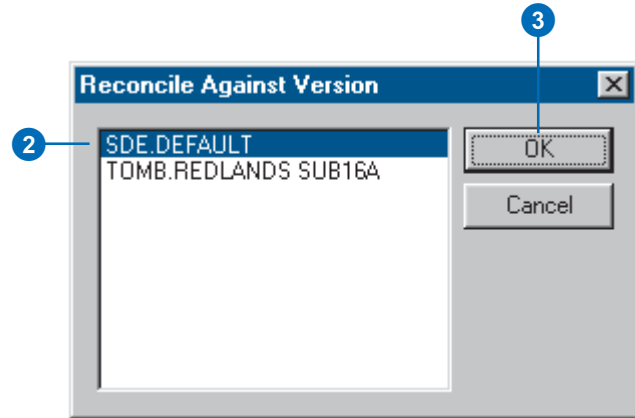 3
Reconcile Against Version
2
SDE.DEFAULT
OK
TOMB.REDLANDS SUB16A
Cancel